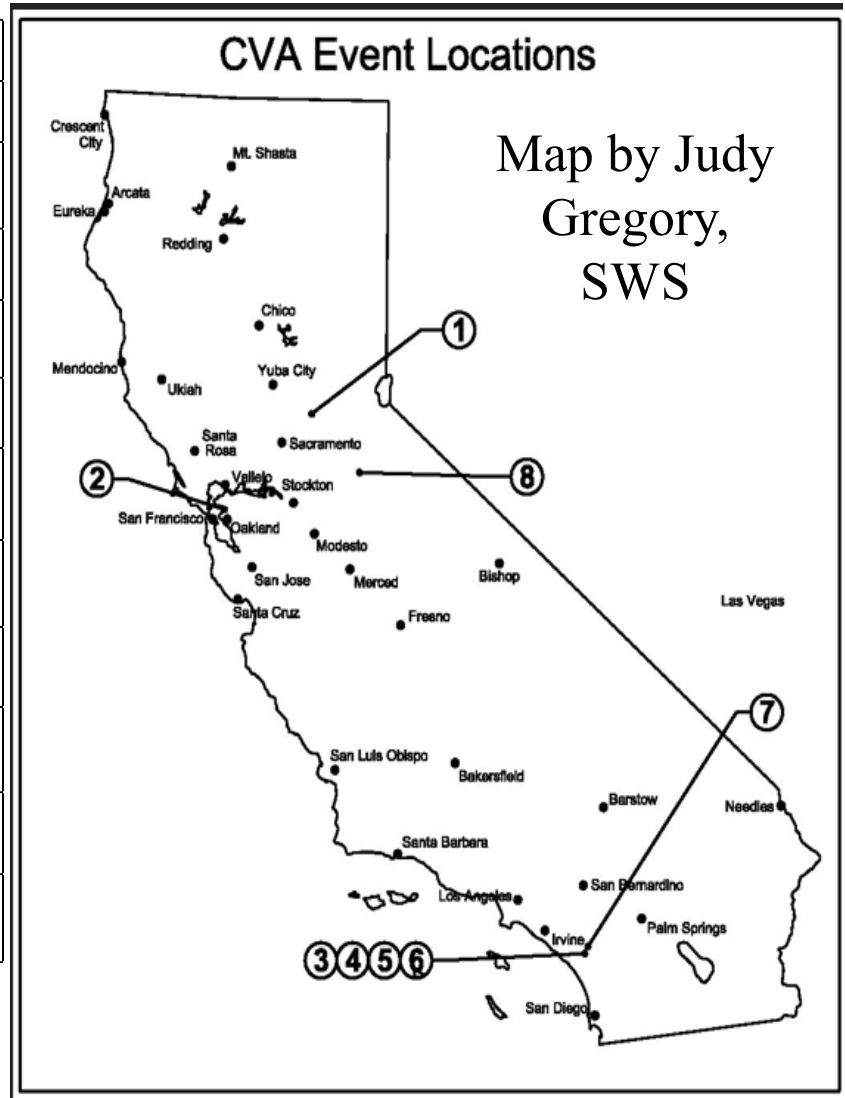 CVA Event Locations
Map by Judy
Gregory,
SWS
Crescent
City
Mt. Shasta
Arcata
Eureka
Redding
Chico
1
Mendocino
Yuba City
Ukiah
Santa
Rosa
Sacramento
2
Vallejo
Stockton
8
San Francisco
Oakland
Modesto
San Jose
Merced
Bishop
Las Vegas
Santa Cruz
Fresno
7
San Luis Obispo
Bakersfield
Barstow
Needles
Santa Barbara
San Bernardino
Los Angeles
Palm Springs
Irvine
3 4 5 6
San Diego